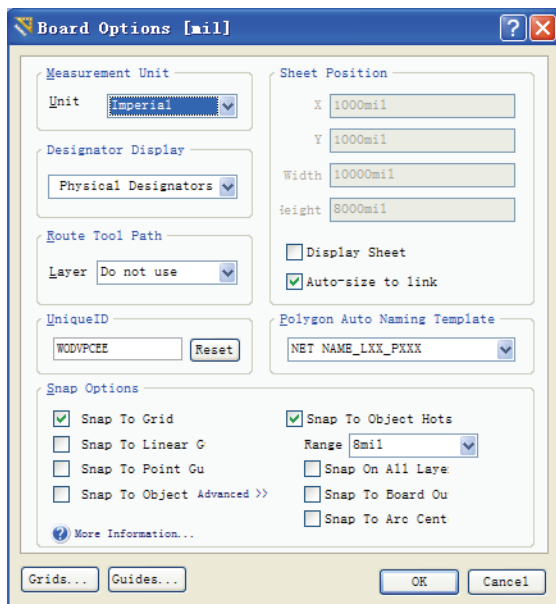 Board Options [mil]
Measurement Unit
Unit Imperial
Designator Display
Physical Designators
Route Tool Path
Layer Do not use
UniqueID
WODVPCEE Reset
Sheet Position
X 1000mil
Y 1000mil
Width 10000mil
Height 8000mil
Display Sheet
Auto-size to link
Polygon Auto Naming Template
NET NAME_LXX_PXXX
Snap Options
Snap To Grid
Snap To Linear G
Snap To Point Gu
Snap To Object Advanced >>
More Information...
Snap To Object Hots
Range 8mil
Snap On All Laye
Snap To Board Ou
Snap To Arc Cent
Grids... Guides... OK Cancel